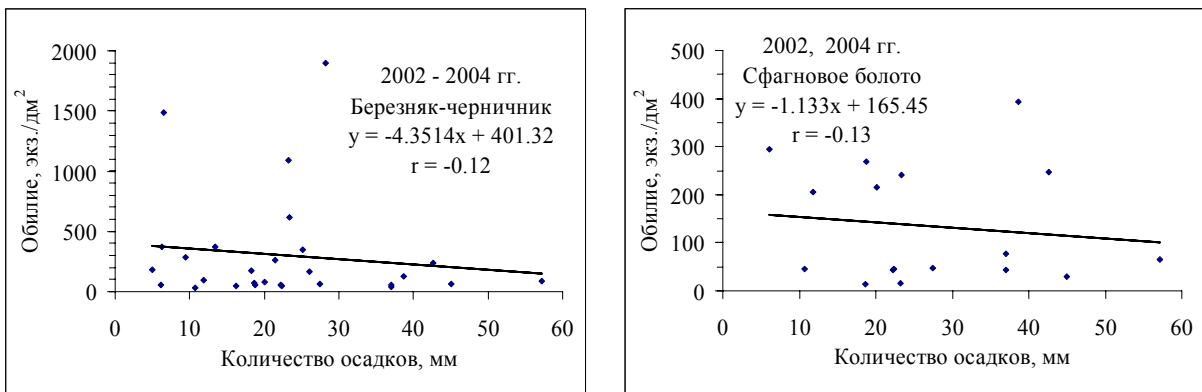 2002 - 2004 гг.
Березняк-черничник
y = -4.3514x + 401.32
r = -0.12
Обилие, экз./дм²
2000
1500
1000
500
0
0 10 20 30 40 50 60
Количество осадков, мм
2002, 2004 гг.
Сфагновое болото
y = -1.133x + 165.45
r = -0.13
Обилие, экз./дм²
500
400
300
200
100
0
0 10 20 30 40 50 60
Количество осадков, мм